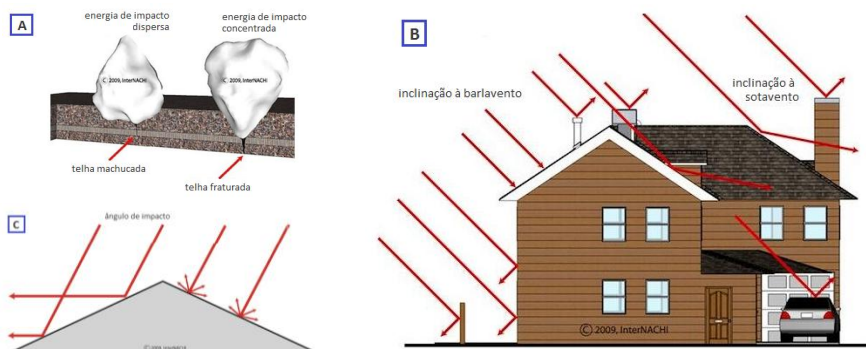 A
energia de impacto
dispersa
energia de impacto
concentrada
© 2009, InterNACHI
© 2009, InterNACHI
telha machucada
telha fraturada
C
ângulo de impacto
B
inclinação à barlavento
inclinação à
sotavento
© 2009, InterNACHI